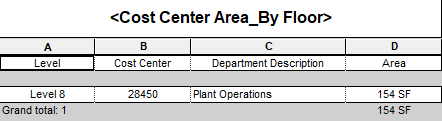 <Cost Center Area_By Floor>
A B C D
Level Cost Center Department Description Area
Level 8 28450 Plant Operations 154 SF
Grand total: 1 154 SF